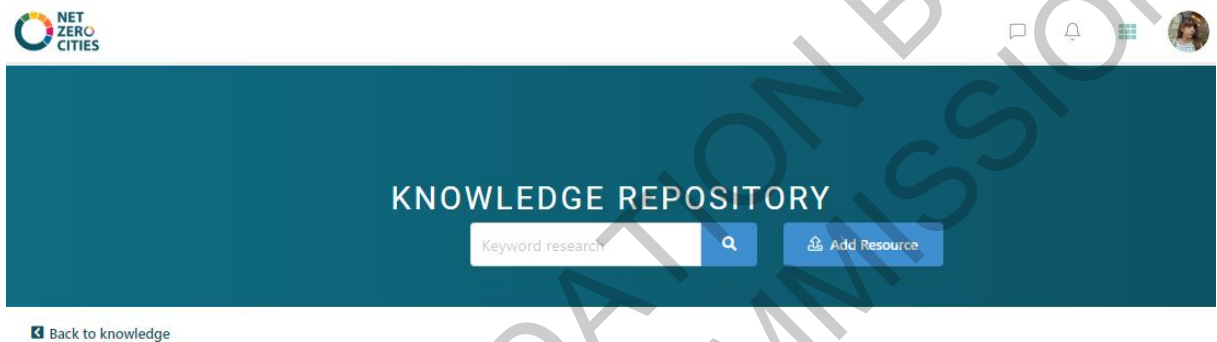 NET
ZERO
CITIES
KNOWLEDGE REPOSITORY
Keyword research
Add Resource
Back to knowledge